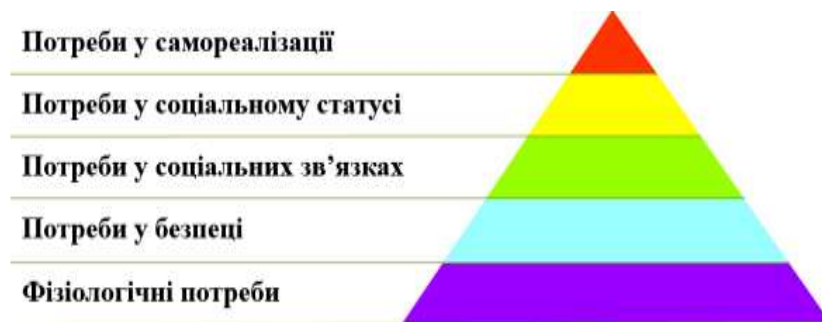 Потреби у самореалізації
Потреби у соціальному статусі
Потреби у соціальних зв’язках
Потреби у безпеці
Фізіологічні потреби